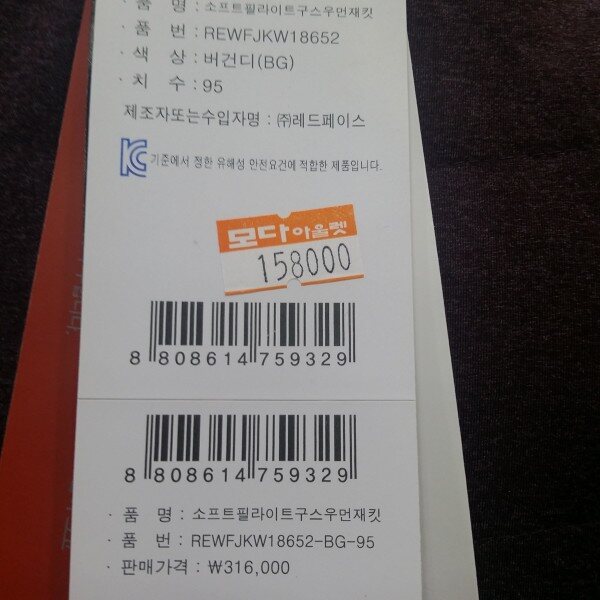 · 품 명 : 소프트필라이트구스우먼재킷
· 품 번 : REWFJKW18652
· 색 상 : 버건디(BG)
· 치 수 : 95
제조자또는수입자명 : ㈜레드페이스
KC 기준에서 정한 유해성 안전요건에 적합한 제품입니다.
모다아울렛
158000
8 808614 759329
8 808614 759329
· 품 명 : 소프트필라이트구스우먼재킷
· 품 번 : REWFJKW18652-BG-95
· 판매가격 : ₩316,000